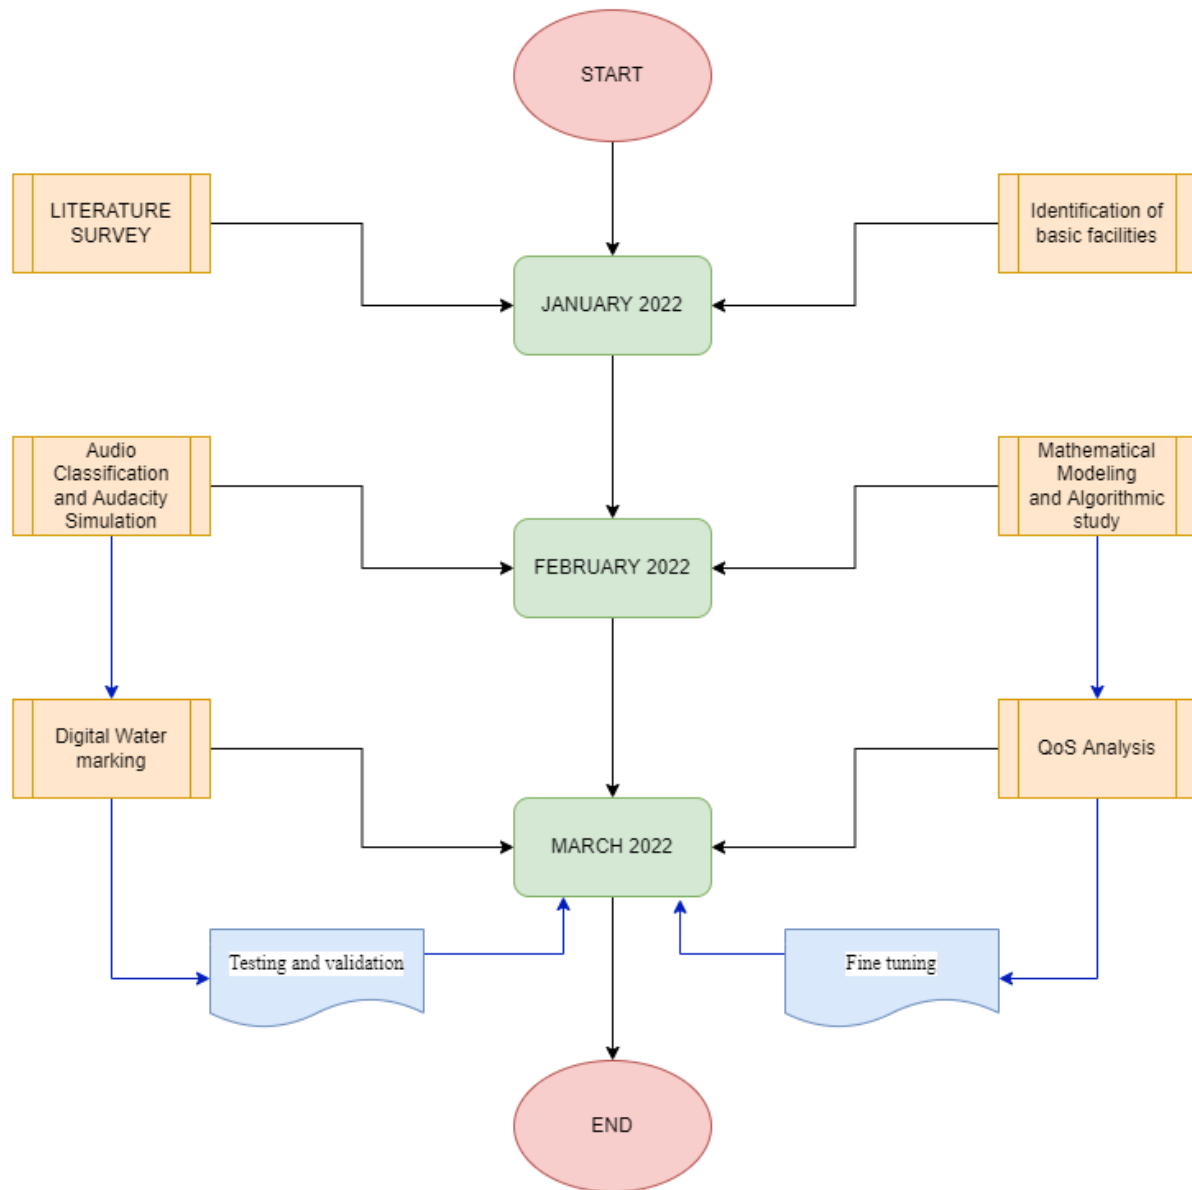 START
LITERATURE
SURVEY
Identification of
basic facilities
JANUARY 2022
Audio
Classification
and Audacity
Simulation
Mathematical
Modeling
and Algorithmic
study
FEBRUARY 2022
Digital Water
marking
QoS Analysis
MARCH 2022
Testing and validation
Fine tuning
END